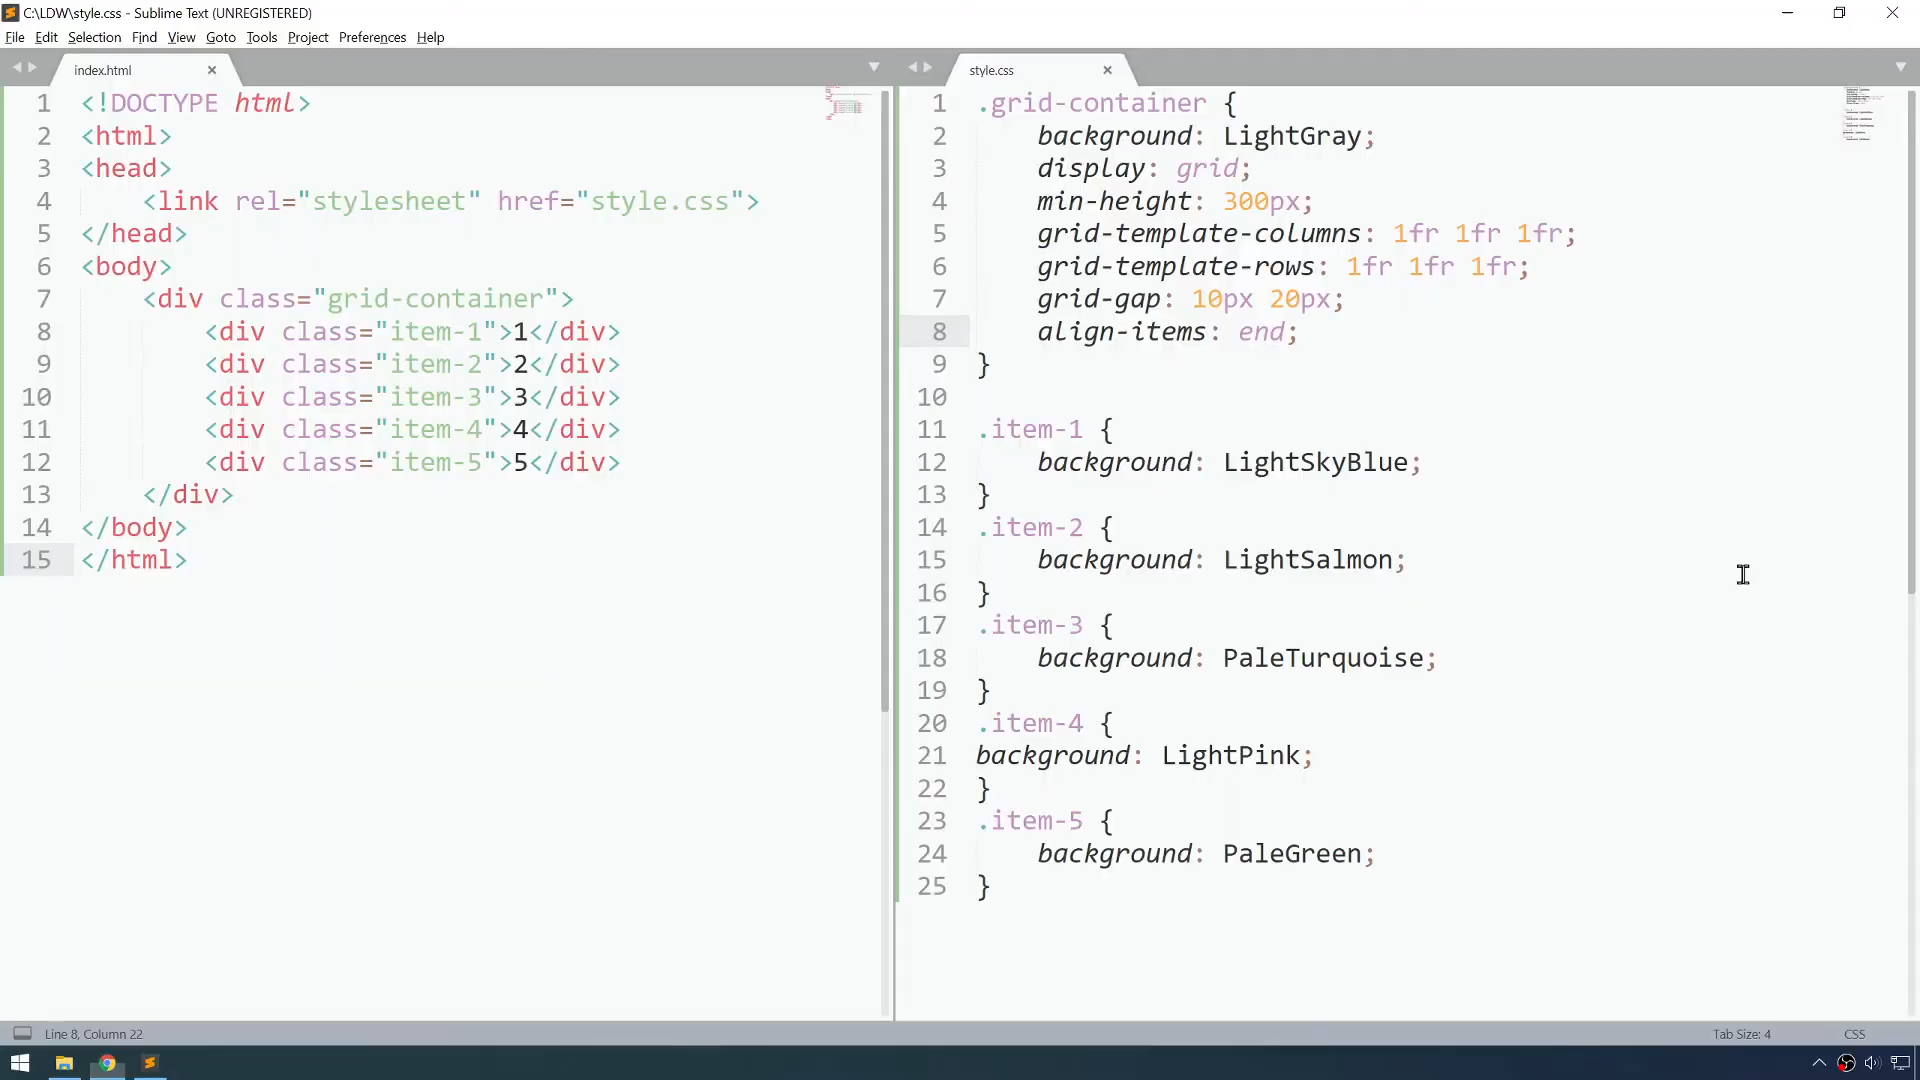 C:\LDW\style.css - Sublime Text (UNREGISTERED)
File Edit Selection Find View Goto Tools Project Preferences Help
index.html
1 <!DOCTYPE html>
2 <html>
3 <head>
4 <link rel="stylesheet" href="style.css">
5 </head>
6 <body>
7 <div class="grid-container">
8 <div class="item-1">1</div>
9 <div class="item-2">2</div>
10 <div class="item-3">3</div>
11 <div class="item-4">4</div>
12 <div class="item-5">5</div>
13 </div>
14 </body>
15 </html>
style.css
1 .grid-container {
2 background: LightGray;
3 display: grid;
4 min-height: 300px;
5 grid-template-columns: 1fr 1fr 1fr;
6 grid-template-rows: 1fr 1fr 1fr;
7 grid-gap: 10px 20px;
8 align-items: end;
9 }
10
11 .item-1 {
12 background: LightSkyBlue;
13 }
14 .item-2 {
15 background: LightSalmon;
16 }
17 .item-3 {
18 background: PaleTurquoise;
19 }
20 .item-4 {
21 background: LightPink;
22 }
23 .item-5 {
24 background: PaleGreen;
25 }
Line 8, Column 22
Tab Size: 4
CSS